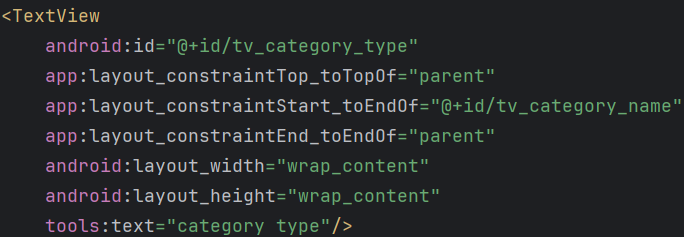 <TextView
android:id="@+id/tv_category_type"
app:layout_constraintTop_toTopOf="parent"
app:layout_constraintStart_toEndOf="@+id/tv_category_name"
app:layout_constraintEnd_toEndOf="parent"
android:layout_width="wrap_content"
android:layout_height="wrap_content"
tools:text="category type"/>